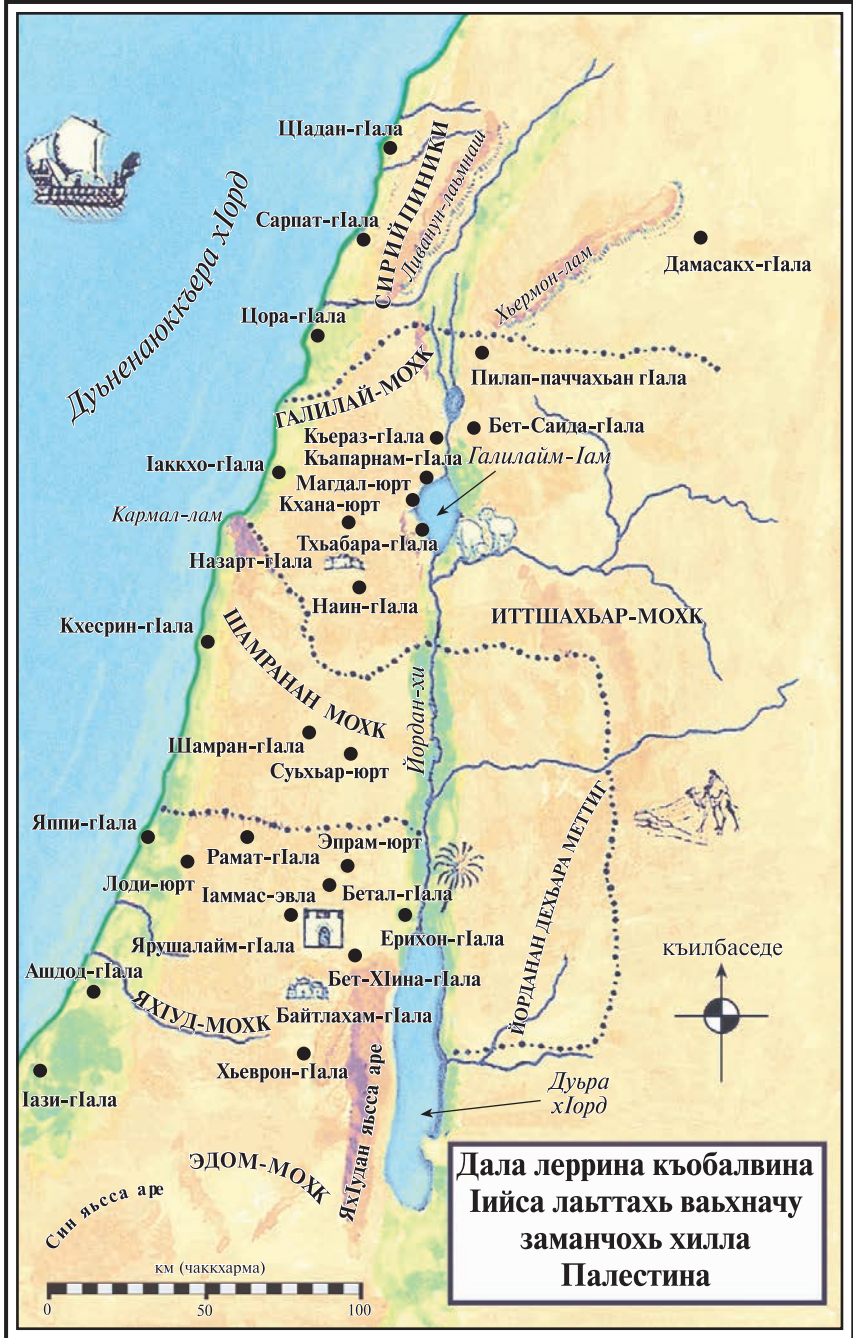 ЦӀадан-гӀала
СИРИЙПИНИКИ
Ливанун-лаьмнаш
Сарпат-гӀала
Дамасакх-гӀала
Хьермон-лам
Дуьненаюккъера хӀорд
Цора-гӀала
Пилап-паччахьан гӀала
ГАЛИЛАЙ-МОХК
Бет-Саида-гӀала
Къераз-гӀала
Къапарнам-гӀала
Галилайм-Ӏам
Ӏаккхо-гӀала
Магдал-юрт
Кхана-юрт
Кармал-лам
Тхьабара-гӀала
Назарт-гӀала
Наин-гӀала
ИТТШАХЬАР-МОХК
Кхесрин-гӀала
ШАМРАНАН МОХК
Йордан-хи
Шамран-гӀала
Суьхьар-юрт
Яппи-гӀала
Рамат-гӀала
Эпрам-юрт
Лоди-юрт
Ӏаммас-эвла
Бетал-гӀала
ЙОРДАНАН ДЕХЬАРА МЕТТИГ
Ярушалайм-гӀала
Ерихон-гӀала
къилбаседе
Ашдод-гӀала
Бет-ХӀина-гӀала
ЯХӀУД-МОХК
Байтлахам-гӀала
Хьеврон-гӀала
Ӏази-гӀала
ЯхӀудан яьсса аре
Дуьра
хӀорд
ЭДОМ-МОХК
Син яьсса аре
Дала леррина къобалвина
Ӏийса лаьттахь ваьхначу
заманчохь хилла
Палестина
км (чаккхарма)
0 50 100